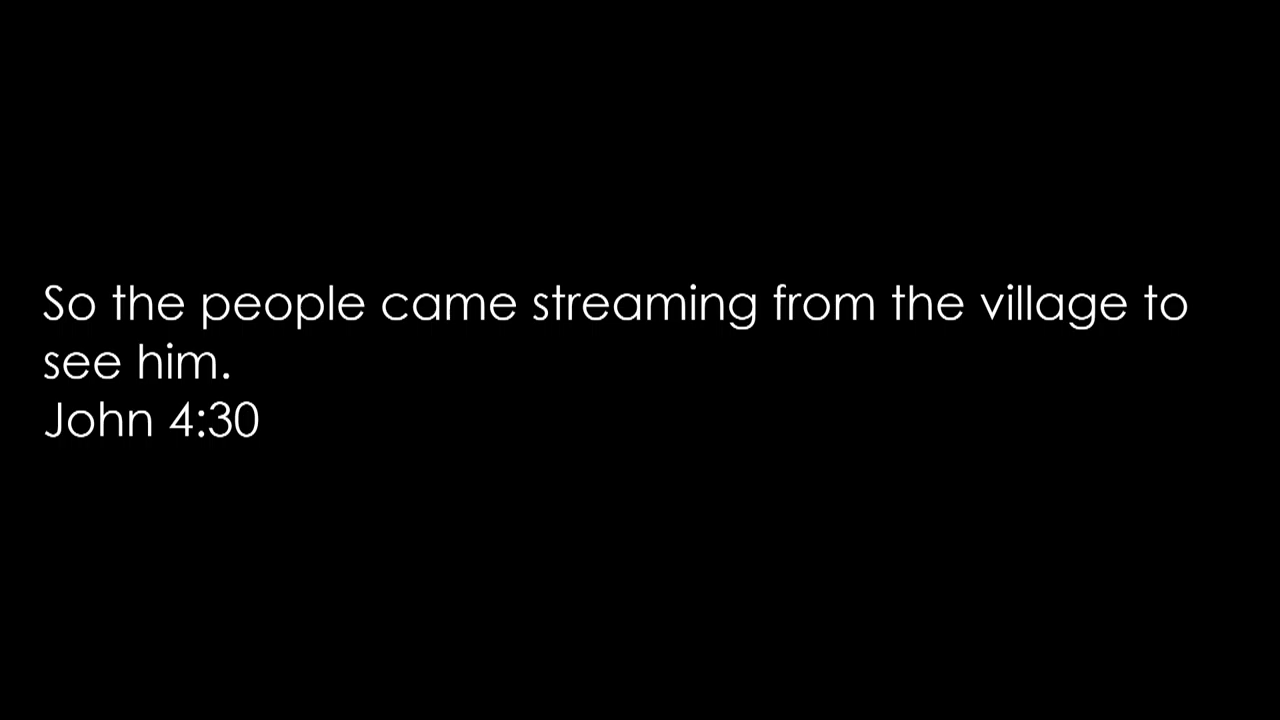 So the people came streaming from the village to
see him.
John 4:30